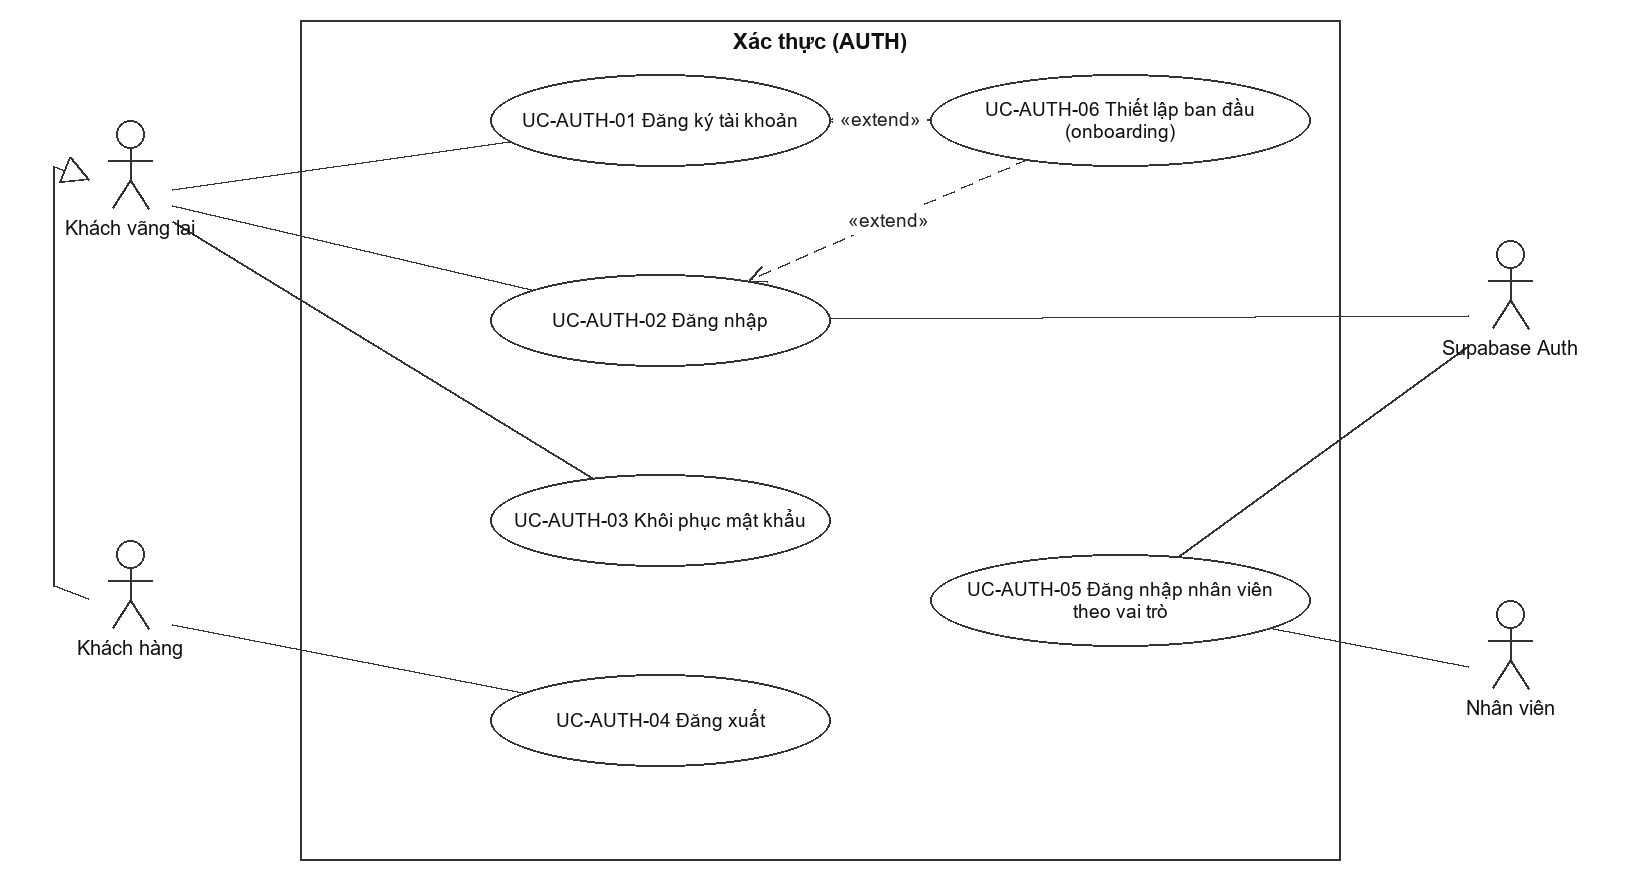 Xác thực (AUTH)
UC-AUTH-01 Đăng ký tài khoản
«extend»
UC-AUTH-06 Thiết lập ban đầu
(onboarding)
Khách vãng lai
«extend»
UC-AUTH-02 Đăng nhập
Supabase Auth
UC-AUTH-03 Khôi phục mật khẩu
UC-AUTH-05 Đăng nhập nhân viên
theo vai trò
Khách hàng
Nhân viên
UC-AUTH-04 Đăng xuất